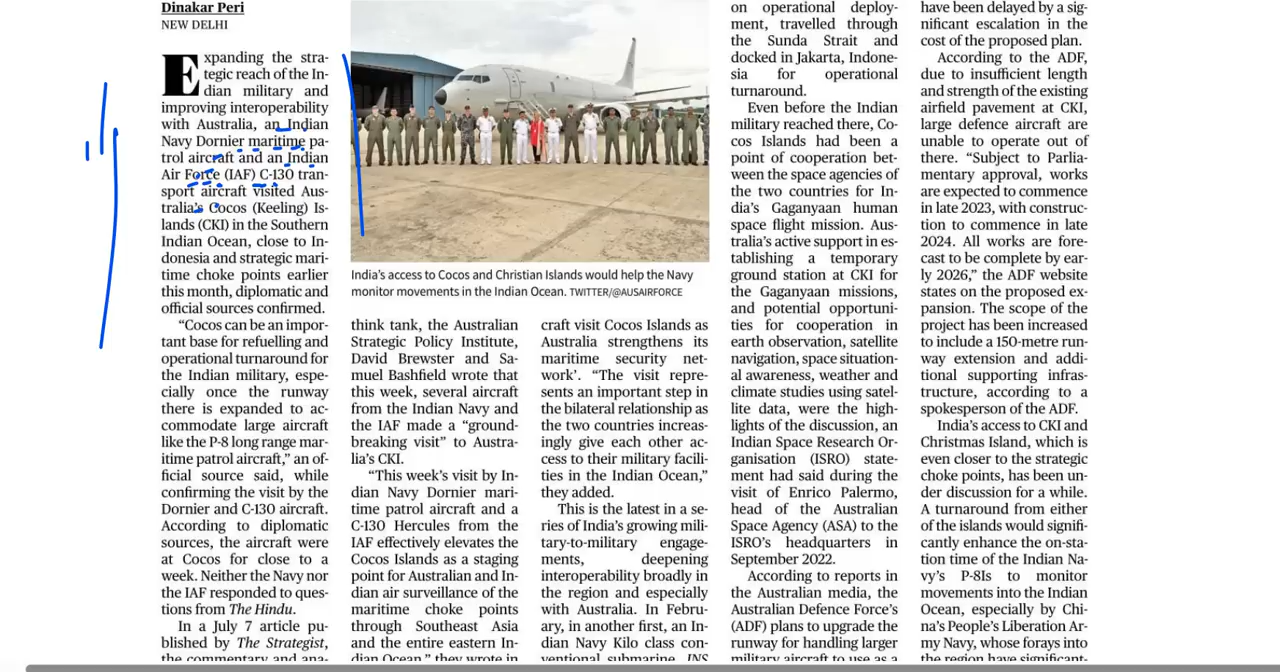 Dinakar Peri
NEW DELHI
Expanding the stra-
tegic reach of the In-
dian military and
improving interoperability
with Australia, an Indian
Navy Dornier maritime pa-
trol aircraft and an Indian
Air Force (IAF) C-130 tran-
sport aircraft visited Aus-
tralia's Cocos (Keeling) Is-
lands (CKI) in the Southern
Indian Ocean, close to In-
donesia and strategic mari-
time choke points earlier
this month, diplomatic and
official sources confirmed.
"Cocos can be an impor-
tant base for refuelling and
operational turnaround for
the Indian military, espe-
cially once the runway
there is expanded to ac-
commodate large aircraft
like the P-8 long range mar-
itime patrol aircraft," an of-
ficial source said, while
confirming the visit by the
Dornier and C-130 aircraft.
According to diplomatic
sources, the aircraft were
at Cocos for close to a
week. Neither the Navy nor
the IAF responded to ques-
tions from The Hindu.
In a July 7 article pu-
blished by The Strategist,
the commentary and ana-
India's access to Cocos and Christian Islands would help the Navy
monitor movements in the Indian Ocean. TWITTER/@AUSAIRFORCE
think tank, the Australian
Strategic Policy Institute,
David Brewster and Sa-
muel Bashfield wrote that
this week, several aircraft
from the Indian Navy and
the IAF made a "ground-
breaking visit" to Austra-
lia's CKI.
"This week's visit by In-
dian Navy Dornier mari-
time patrol aircraft and a
C-130 Hercules from the
IAF effectively elevates the
Cocos Islands as a staging
point for Australian and In-
dian air surveillance of the
maritime choke points
through Southeast Asia
and the entire eastern In-
dian Ocean," they wrote in
craft visit Cocos Islands as
Australia strengthens its
maritime security net-
work'. "The visit repre-
sents an important step in
the bilateral relationship as
the two countries increas-
ingly give each other ac-
cess to their military facili-
ties in the Indian Ocean,"
they added.
This is the latest in a se-
ries of India's growing mili-
tary-to-military engage-
ments, deepening
interoperability broadly in
the region and especially
with Australia. In Febru-
ary, in another first, an In-
dian Navy Kilo class con-
ventional submarine, INS
on operational deploy-
ment, travelled through
the Sunda Strait and
docked in Jakarta, Indone-
sia for operational
turnaround.
Even before the Indian
military reached there, Co-
cos Islands had been a
point of cooperation bet-
ween the space agencies of
the two countries for In-
dia's Gaganyaan human
space flight mission. Aus-
tralia's active support in es-
tablishing a temporary
ground station at CKI for
the Gaganyaan missions,
and potential opportuni-
ties for cooperation in
earth observation, satellite
navigation, space situation-
al awareness, weather and
climate studies using satel-
lite data, were the high-
lights of the discussion, an
Indian Space Research Or-
ganisation (ISRO) state-
ment had said during the
visit of Enrico Palermo,
head of the Australian
Space Agency (ASA) to the
ISRO's headquarters in
September 2022.
According to reports in
the Australian media, the
Australian Defence Force's
(ADF) plans to upgrade the
runway for handling larger
military aircraft to use as a
have been delayed by a sig-
nificant escalation in the
cost of the proposed plan.
According to the ADF,
due to insufficient length
and strength of the existing
airfield pavement at CKI,
large defence aircraft are
unable to operate out of
there. "Subject to Parlia-
mentary approval, works
are expected to commence
in late 2023, with construc-
tion to commence in late
2024. All works are fore-
cast to be complete by ear-
ly 2026," the ADF website
states on the proposed ex-
pansion. The scope of the
project has been increased
to include a 150-metre run-
way extension and addi-
tional supporting infras-
tructure, according to a
spokesperson of the ADF.
India's access to CKI and
Christmas Island, which is
even closer to the strategic
choke points, has been un-
der discussion for a while.
A turnaround from either
of the islands would signifi-
cantly enhance the on-sta-
tion time of the Indian Na-
vy's P-8Is to monitor
movements into the Indian
Ocean, especially by Chi-
na's People's Liberation Ar-
my Navy, whose forays into
the region have significant-